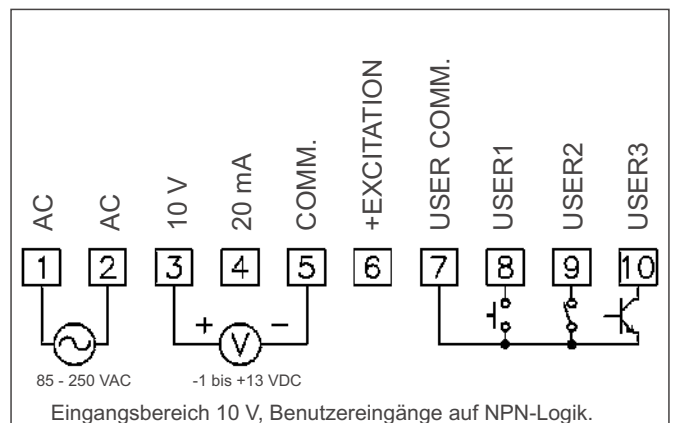 AC
AC
10 V
20 mA
COMM.
+EXCITATION
USER COMM.
USER1
USER2
USER3
1 2 3 4 5 6 7 8 9 10
+ V −
85 - 250 VAC
-1 bis +13 VDC
Eingangsbereich 10 V, Benutzereingänge auf NPN-Logik.